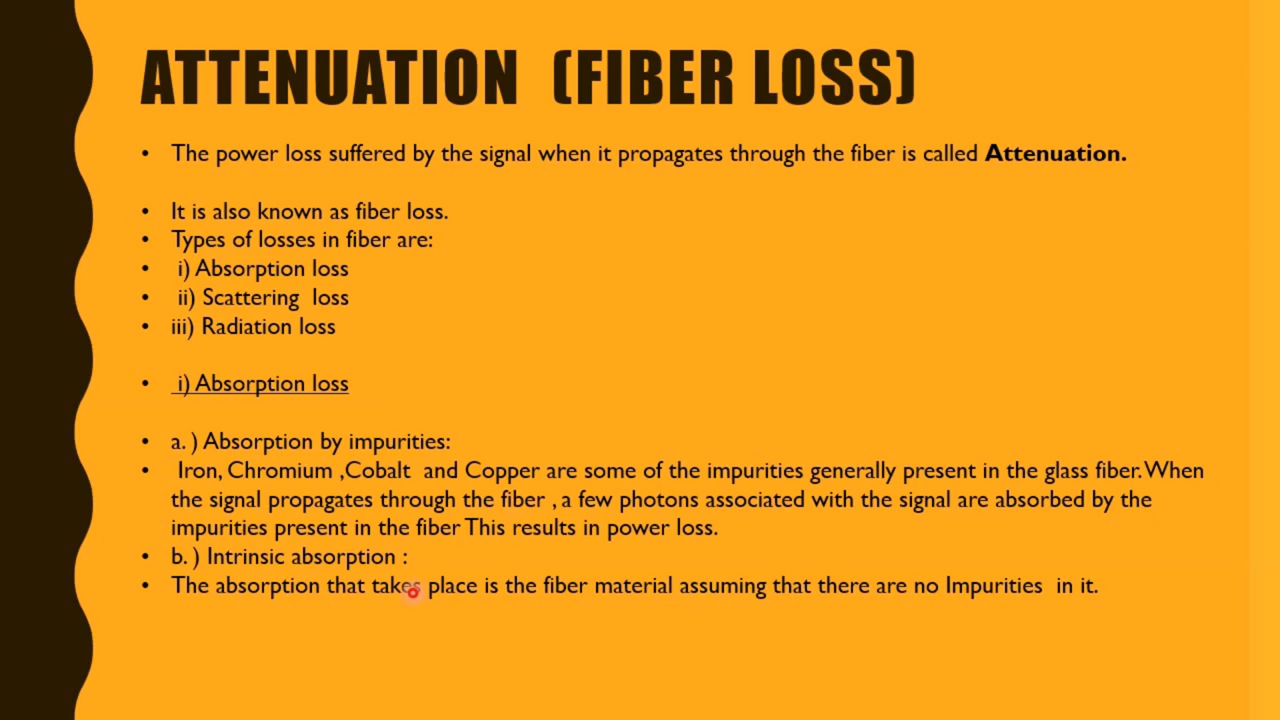 ATTENUATION (FIBER LOSS)
• The power loss suffered by the signal when it propagates through the fiber is called Attenuation.
• It is also known as fiber loss.
• Types of losses in fiber are:
• i) Absorption loss
• ii) Scattering loss
• iii) Radiation loss
• i) Absorption loss
• a. ) Absorption by impurities:
• Iron, Chromium ,Cobalt and Copper are some of the impurities generally present in the glass fiber. When
the signal propagates through the fiber , a few photons associated with the signal are absorbed by the
impurities present in the fiber This results in power loss.
• b. ) Intrinsic absorption :
• The absorption that takes place is the fiber material assuming that there are no Impurities in it.